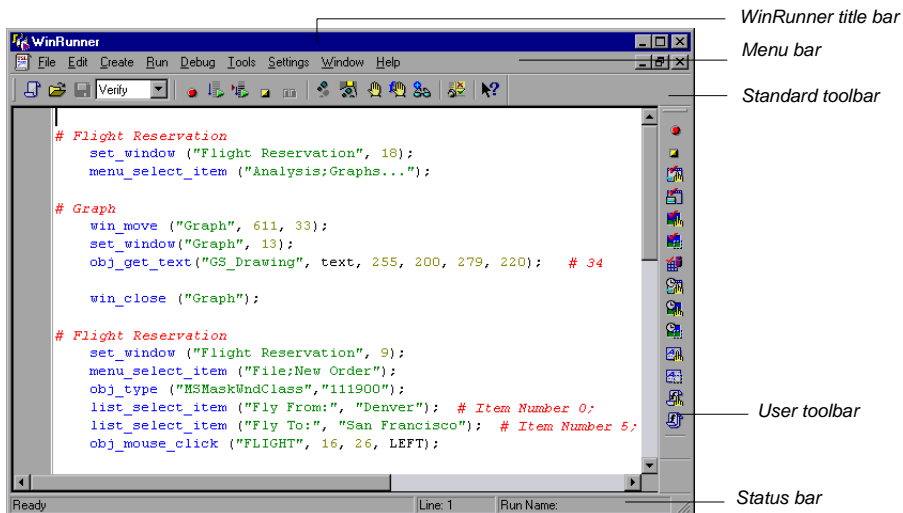 WinRunner title bar
WinRunner
Menu bar
File Edit Create Run Debug Tools Settings Window Help
Verify
Standard toolbar
# Flight Reservation
set_window ("Flight Reservation", 18);
menu_select_item ("Analysis;Graphs...");
# Graph
win_move ("Graph", 611, 33);
set_window("Graph", 13);
obj_get_text("GS_Drawing", text, 255, 200, 279, 220); # 34
win_close ("Graph");
# Flight Reservation
set_window ("Flight Reservation", 9);
menu_select_item ("File;New Order");
obj_type ("MSMaskWndClass","111900");
list_select_item ("Fly From:", "Denver"); # Item Number 0;
list_select_item ("Fly To:", "San Francisco"); # Item Number 5;
obj_mouse_click ("FLIGHT", 16, 26, LEFT);
User toolbar
Ready Line: 1 Run Name:
Status bar